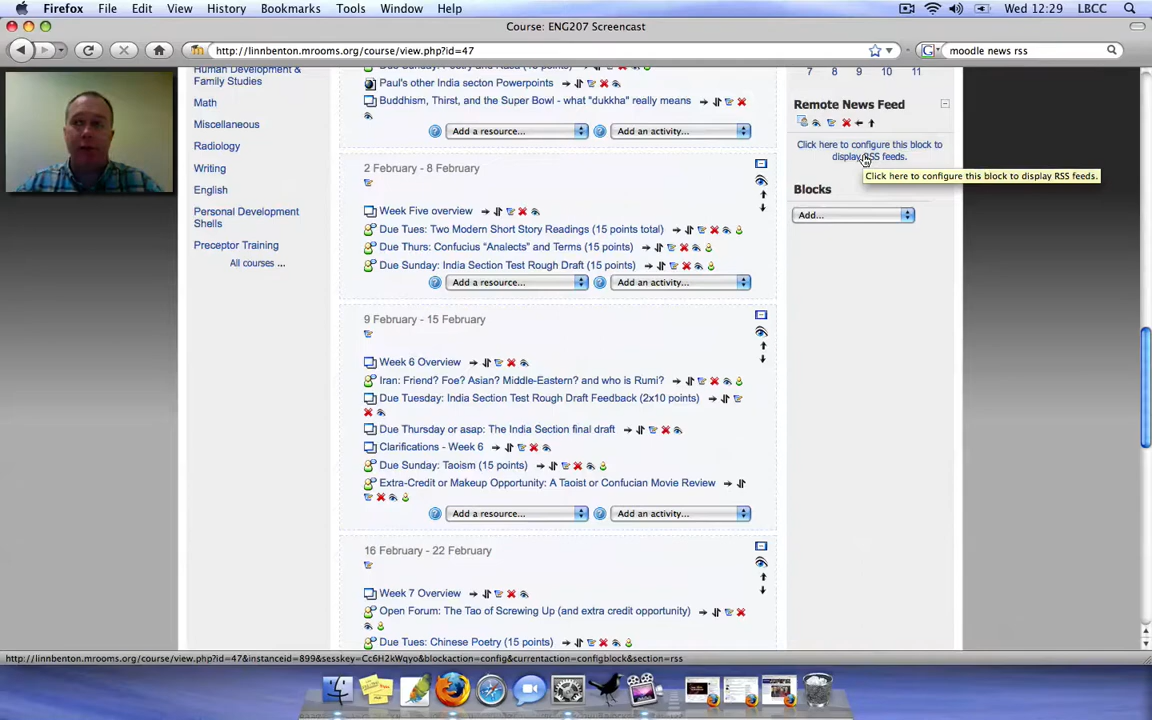 Firefox File Edit View History Bookmarks Tools Window Help Wed 12:29 LBCC
Course: ENG207 Screencast
http://linnbenton.mrooms.org/course/view.php?id=47 moodle news rss
Human Development &
Family Studies
Math
Miscellaneous
Radiology
Writing
English
Personal Development
Shells
Preceptor Training
All courses ...
Paul's other India secton Powerpoints
Buddhism, Thirst, and the Super Bowl - what "dukkha" really means
Add a resource... Add an activity...
2 February - 8 February
Week Five overview
Due Tues: Two Modern Short Story Readings (15 points total)
Due Thurs: Confucius "Analects" and Terms (15 points)
Due Sunday: India Section Test Rough Draft (15 points)
Add a resource... Add an activity...
9 February - 15 February
Week 6 Overview
Iran: Friend? Foe? Asian? Middle-Eastern? and who is Rumi?
Due Tuesday: India Section Test Rough Draft Feedback (2x10 points)
Due Thursday or asap: The India Section final draft
Clarifications - Week 6
Due Sunday: Taoism (15 points)
Extra-Credit or Makeup Opportunity: A Taoist or Confucian Movie Review
Add a resource... Add an activity...
16 February - 22 February
Week 7 Overview
Open Forum: The Tao of Screwing Up (and extra credit opportunity)
Due Tues: Chinese Poetry (15 points)
7 8 9 10 11
Remote News Feed
Click here to configure this block to
display RSS feeds.
Click here to configure this block to display RSS feeds.
Blocks
Add...
http://linnbenton.mrooms.org/course/view.php?id=47&instanceid=899&sesskey=Cc6H2kWqyo&blockaction=config&currentaction=configblock&section=rss